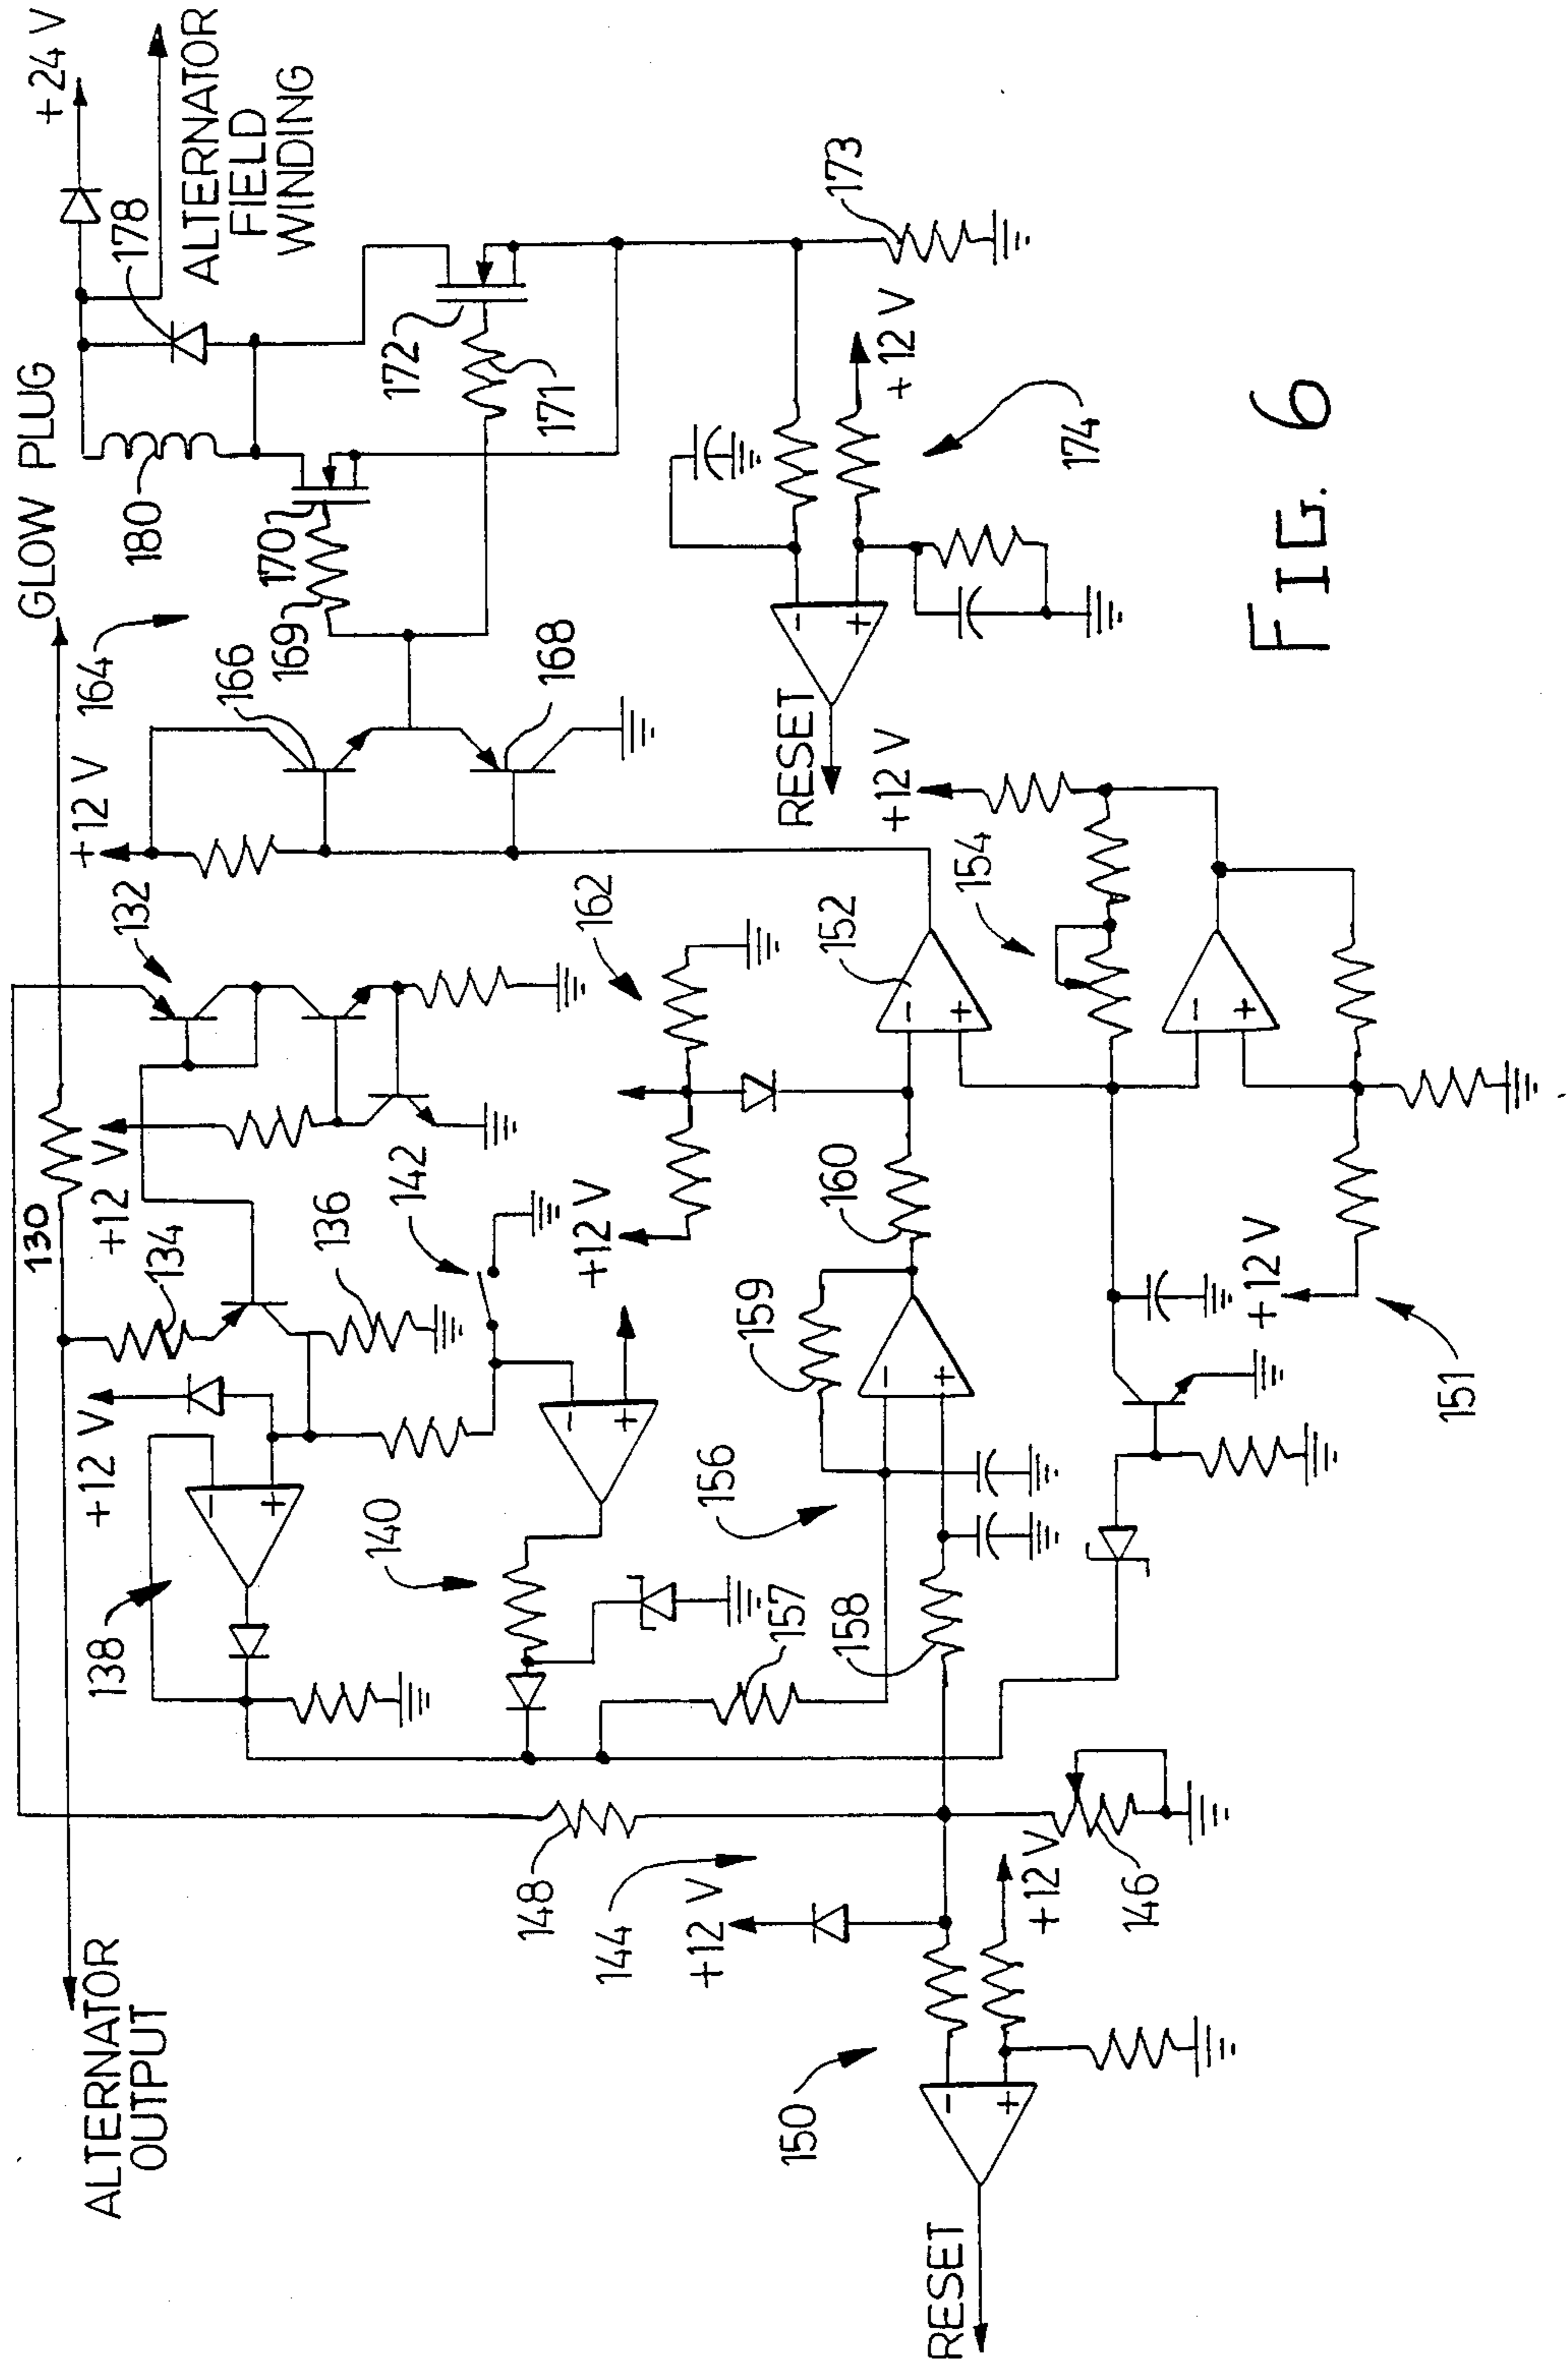 GLOW PLUG
+24 V
178
ALTERNATOR
FIELD
WINDING
180
164
+12 V
166
170
169
168
172
171
173
132
130
+12 V
134
136
142
+12 V
138
140
ALTERNATOR
OUTPUT
162
+12 V
152
160
159
156
157
158
148
144
+12 V
+12 V
146
150
RESET
RESET
+12 V
174
+12 V
154
+12 V
151
-
+
-
+
-
+
-
+
-
+
-
+
-
+
FIG. 6